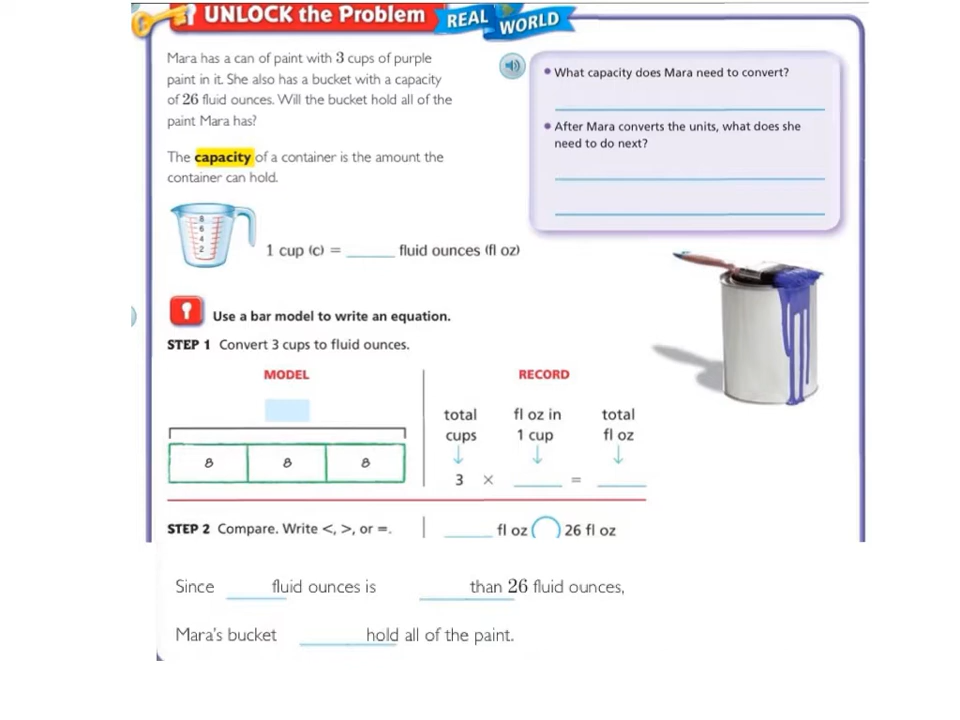 UNLOCK the Problem REAL WORLD
Mara has a can of paint with 3 cups of purple
paint in it. She also has a bucket with a capacity
of 26 fluid ounces. Will the bucket hold all of the
paint Mara has?
The capacity of a container is the amount the
container can hold.
• What capacity does Mara need to convert?
• After Mara converts the units, what does she
need to do next?
8
6
4
2
1 cup (c) = ______ fluid ounces (fl oz)
Use a bar model to write an equation.
STEP 1 Convert 3 cups to fluid ounces.
MODEL
8 8 8
RECORD
total fl oz in total
cups 1 cup fl oz
↓ ↓ ↓
3 × ______ = ______
STEP 2 Compare. Write <, >, or =.
______ fl oz ◯ 26 fl oz
Since ______ fluid ounces is ______ than 26 fluid ounces,
Mara's bucket ______ hold all of the paint.